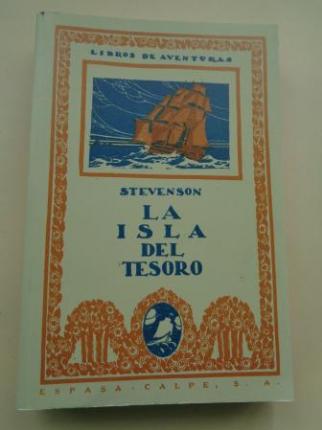 LIBROS DE AVENTURAS
STEVENSON
LA
ISLA
DEL
TESORO
ESPASA-CALPE, S. A.